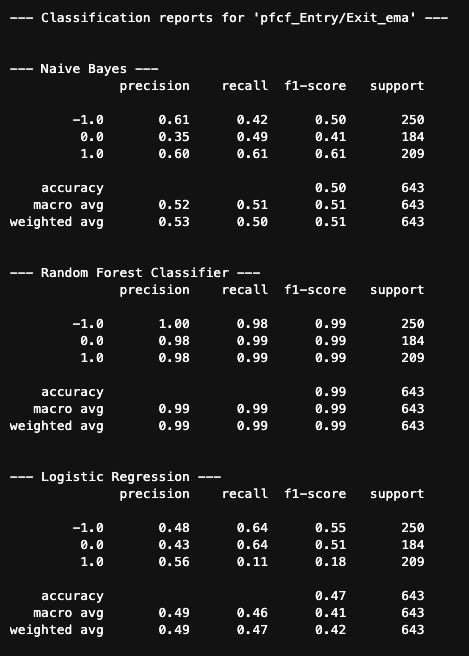 --- Classification reports for 'pfcf_Entry/Exit_ema' ---
--- Naive Bayes ---
precision recall f1-score support
-1.0 0.61 0.42 0.50 250
0.0 0.35 0.49 0.41 184
1.0 0.60 0.61 0.61 209
accuracy 0.50 643
macro avg 0.52 0.51 0.51 643
weighted avg 0.53 0.50 0.51 643
--- Random Forest Classifier ---
precision recall f1-score support
-1.0 1.00 0.98 0.99 250
0.0 0.98 0.99 0.99 184
1.0 0.98 0.99 0.99 209
accuracy 0.99 643
macro avg 0.99 0.99 0.99 643
weighted avg 0.99 0.99 0.99 643
--- Logistic Regression ---
precision recall f1-score support
-1.0 0.48 0.64 0.55 250
0.0 0.43 0.64 0.51 184
1.0 0.56 0.11 0.18 209
accuracy 0.47 643
macro avg 0.49 0.46 0.41 643
weighted avg 0.49 0.47 0.42 643